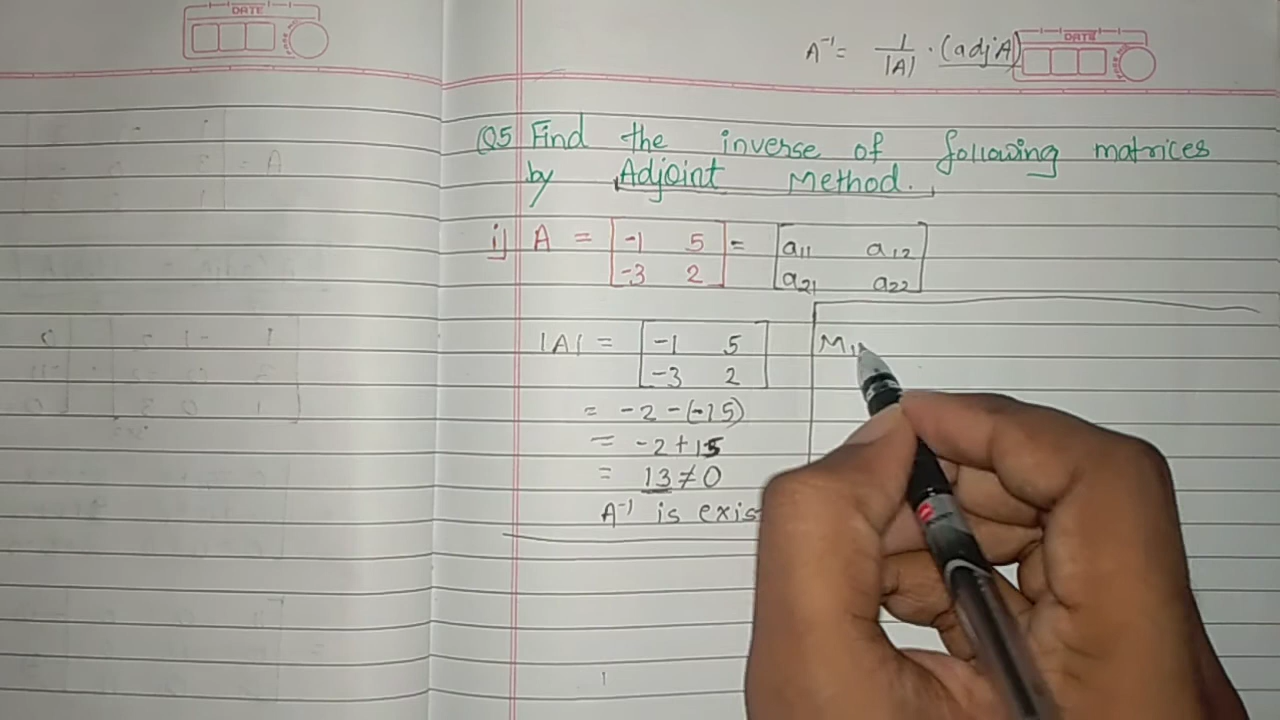 DATE
DATE
A⁻¹ = 1/|A| · (adjA)
Q5 Find the inverse of following matrices
by Adjoint Method.
i) A = [-1 5 = [a11 a12
-3 2] a21 a22]
|A| = -1 5
-3 2
= -2-(-15)
= -2+15
= 13≠0
A⁻¹ is exis
M11